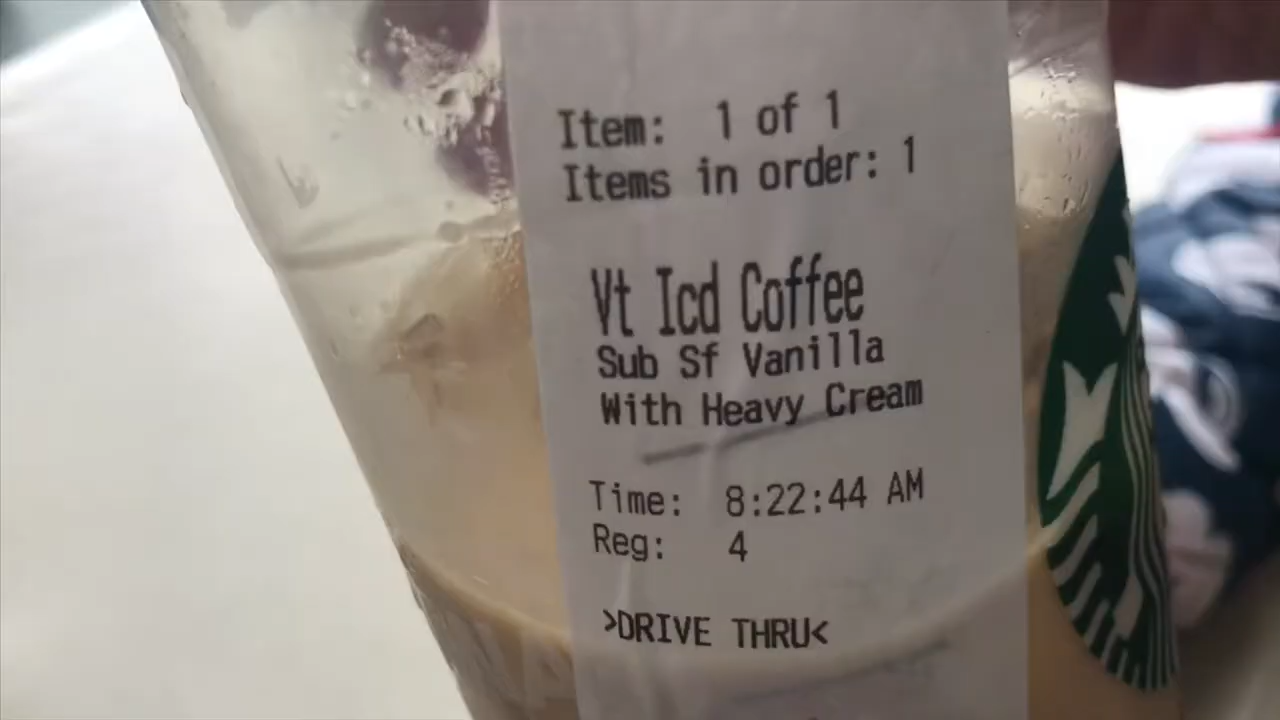 Item: 1 of 1
Items in order: 1
Vt Icd Coffee
Sub Sf Vanilla
With Heavy Cream
Time: 8:22:44 AM
Reg: 4
>DRIVE THRU<